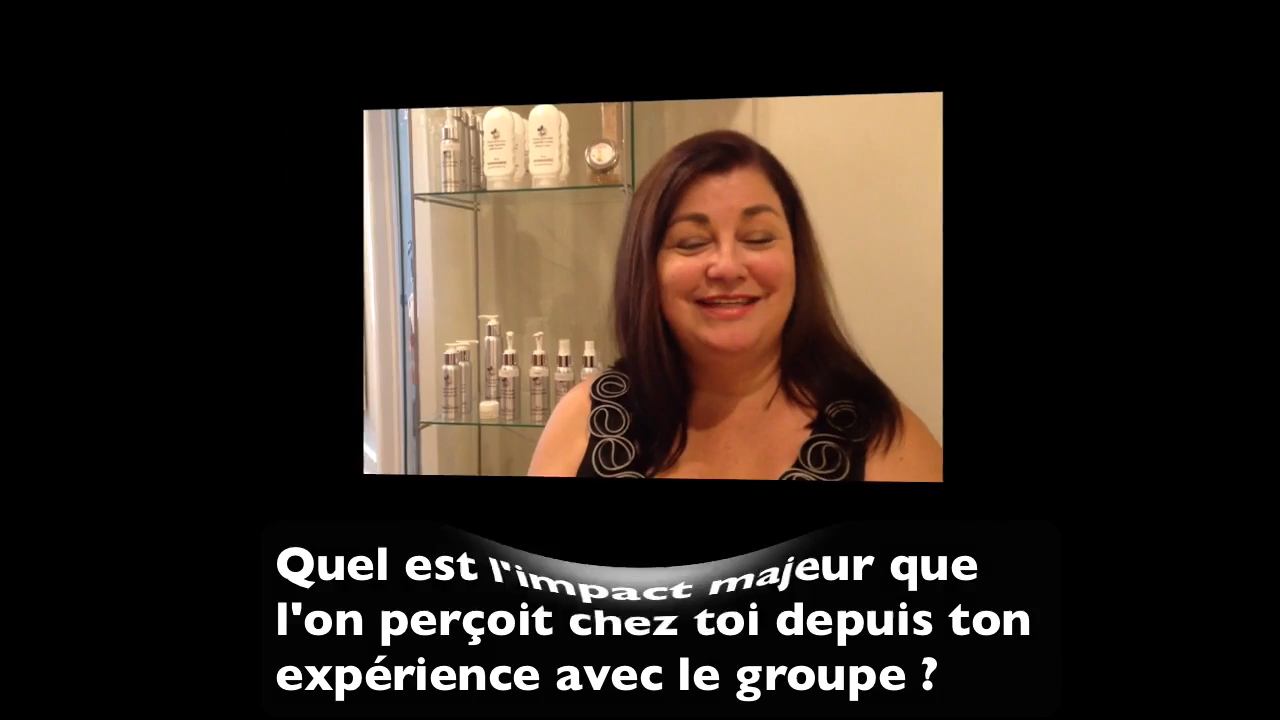 Quel est l'impact majeur que
l'on perçoit chez toi depuis ton
expérience avec le groupe ?